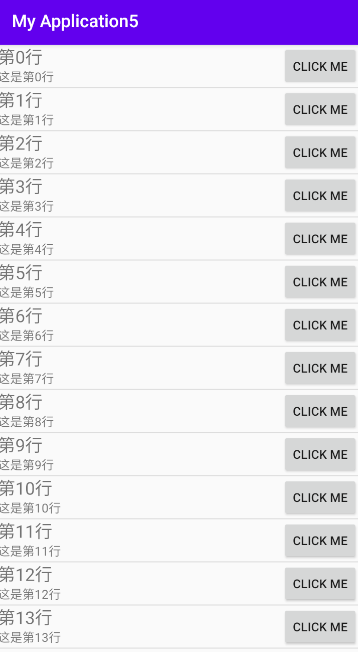 My Application5
第0行
CLICK ME
这是第0行
第1行
CLICK ME
这是第1行
第2行
CLICK ME
这是第2行
第3行
CLICK ME
这是第3行
第4行
CLICK ME
这是第4行
第5行
CLICK ME
这是第5行
第6行
CLICK ME
这是第6行
第7行
CLICK ME
这是第7行
第8行
CLICK ME
这是第8行
第9行
CLICK ME
这是第9行
第10行
CLICK ME
这是第10行
第11行
CLICK ME
这是第11行
第12行
CLICK ME
这是第12行
第13行
CLICK ME
这是第13行